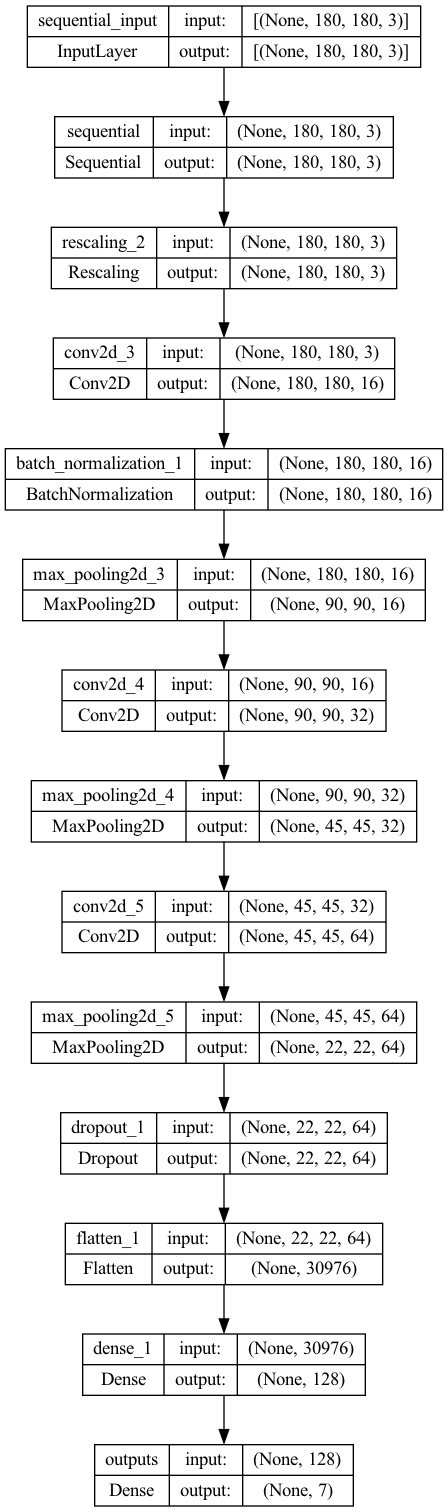 sequential_input input: [(None, 180, 180, 3)]
InputLayer output: [(None, 180, 180, 3)]
sequential input: (None, 180, 180, 3)
Sequential output: (None, 180, 180, 3)
rescaling_2 input: (None, 180, 180, 3)
Rescaling output: (None, 180, 180, 3)
conv2d_3 input: (None, 180, 180, 3)
Conv2D output: (None, 180, 180, 16)
batch_normalization_1 input: (None, 180, 180, 16)
BatchNormalization output: (None, 180, 180, 16)
max_pooling2d_3 input: (None, 180, 180, 16)
MaxPooling2D output: (None, 90, 90, 16)
conv2d_4 input: (None, 90, 90, 16)
Conv2D output: (None, 90, 90, 32)
max_pooling2d_4 input: (None, 90, 90, 32)
MaxPooling2D output: (None, 45, 45, 32)
conv2d_5 input: (None, 45, 45, 32)
Conv2D output: (None, 45, 45, 64)
max_pooling2d_5 input: (None, 45, 45, 64)
MaxPooling2D output: (None, 22, 22, 64)
dropout_1 input: (None, 22, 22, 64)
Dropout output: (None, 22, 22, 64)
flatten_1 input: (None, 22, 22, 64)
Flatten output: (None, 30976)
dense_1 input: (None, 30976)
Dense output: (None, 128)
outputs input: (None, 128)
Dense output: (None, 7)